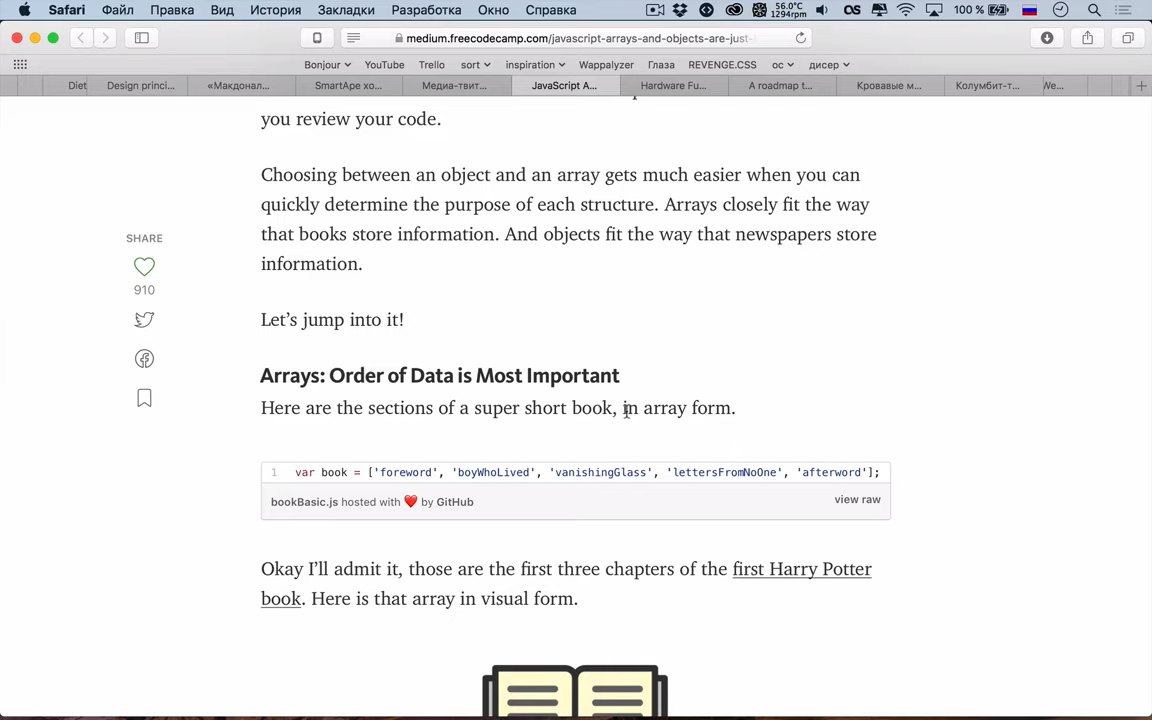 Safari Файл Правка Вид История Закладки Разработка Окно Справка 56.0°C 1294rpm 100 %
medium.freecodecamp.com/javascript-arrays-and-objects-are-just-
Bonjour YouTube Trello sort inspiration Wappalyzer Глаза REVENGE.CSS ос дисер
Diet Design princi... «Макдонал... SmartApe хо... Медиа-твит... JavaScript A... Hardware Fu... A roadmap t... Кровавые м... Колумбит-т... We...
you review your code.
Choosing between an object and an array gets much easier when you can
quickly determine the purpose of each structure. Arrays closely fit the way
that books store information. And objects fit the way that newspapers store
information.
SHARE
910
Let’s jump into it!
Arrays: Order of Data is Most Important
Here are the sections of a super short book, in array form.
1 var book = ['foreword', 'boyWhoLived', 'vanishingGlass', 'lettersFromNoOne', 'afterword'];
bookBasic.js hosted with ❤ by GitHub view raw
Okay I’ll admit it, those are the first three chapters of the first Harry Potter
book. Here is that array in visual form.